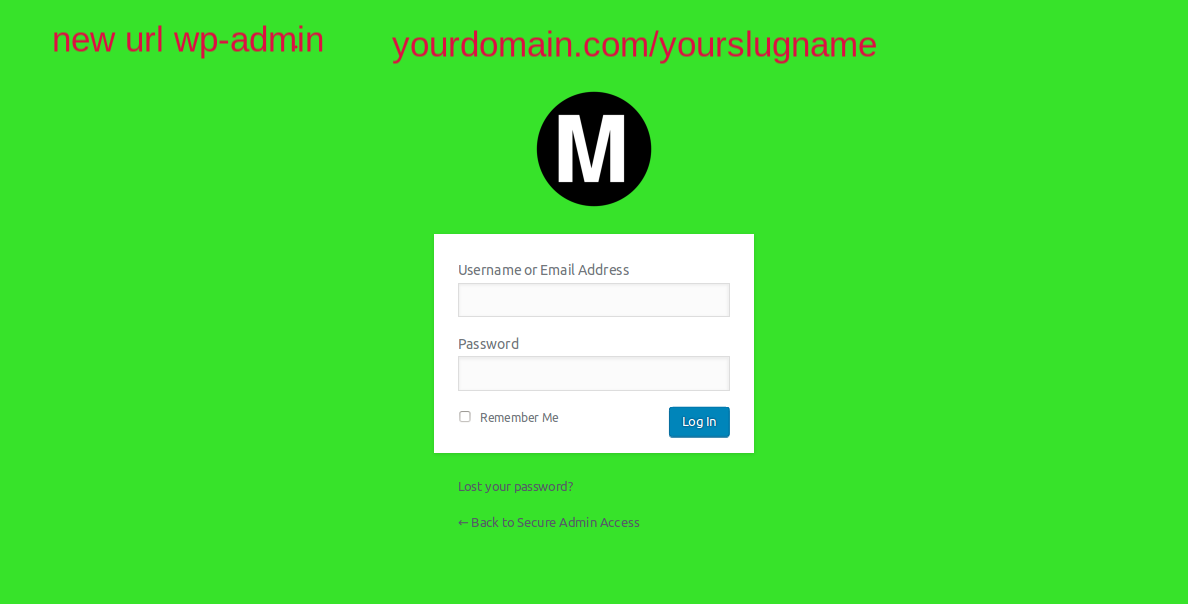 new url wp-admin
yourdomain.com/yourslugname
M
Username or Email Address
Password
Remember Me
Log In
Lost your password?
← Back to Secure Admin Access